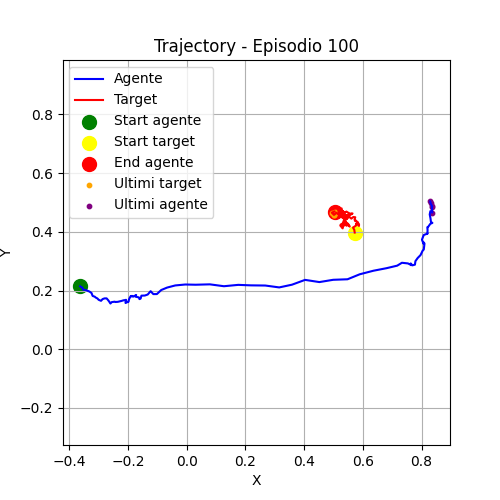 Trajectory - Episodio 100
Agente
Target
Start agente
Start target
End agente
Ultimi target
Ultimi agente
0.8
0.6
0.4
0.2
0.0
−0.2
Y
−0.4
−0.2
0.0
0.2
0.4
0.6
0.8
X